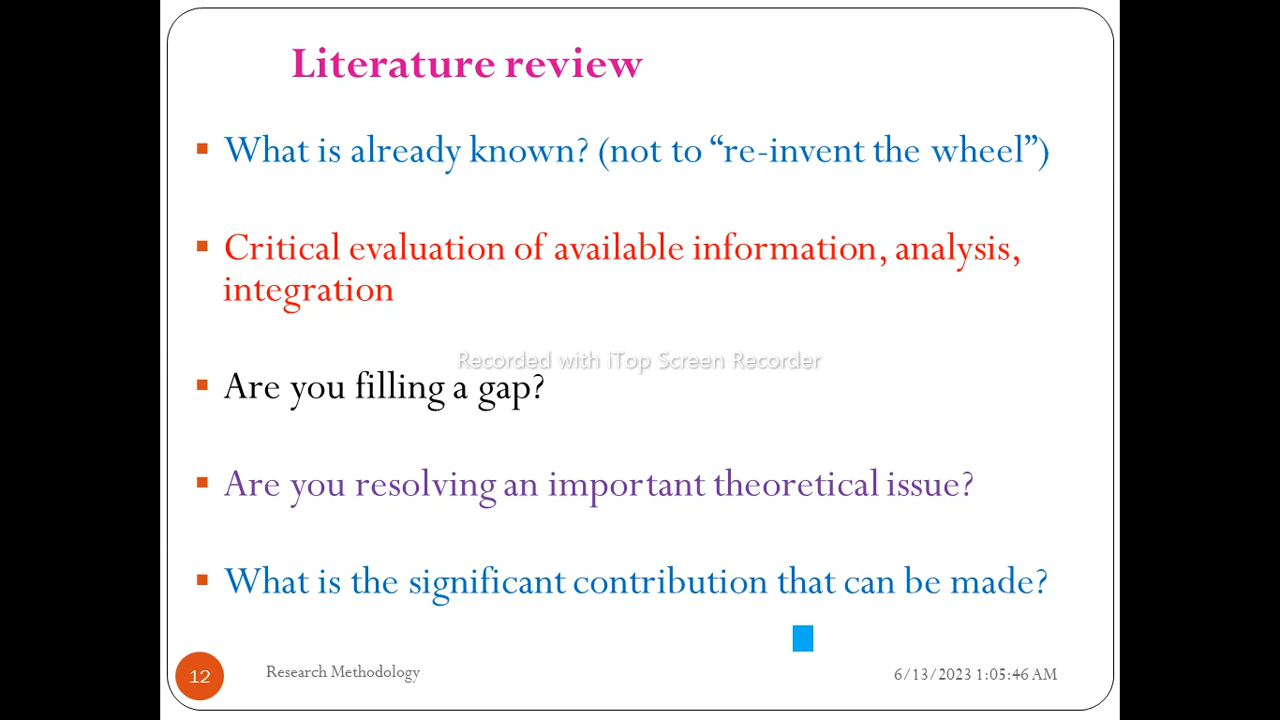 Literature review
What is already known? (not to “re-invent the wheel”)
Critical evaluation of available information, analysis,
integration
Recorded with iTop Screen Recorder
Are you filling a gap?
Are you resolving an important theoretical issue?
What is the significant contribution that can be made?
12
Research Methodology
6/13/2023 1:05:46 AM